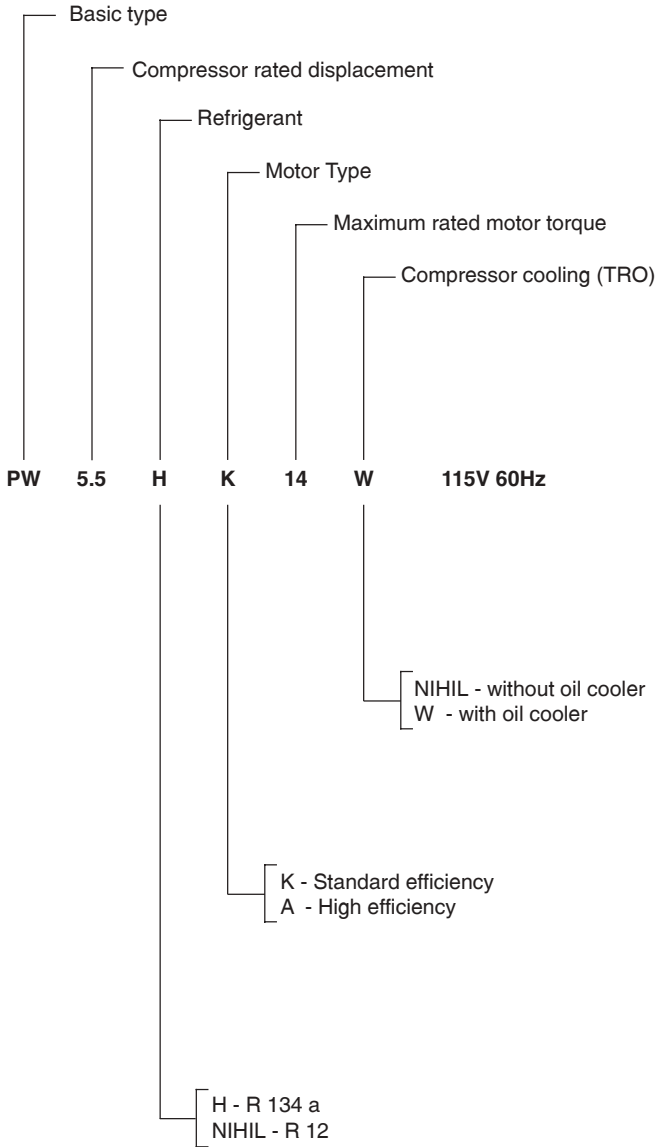 Basic type
Compressor rated displacement
Refrigerant
Motor Type
Maximum rated motor torque
Compressor cooling (TRO)
PW 5.5 H K 14 W 115V 60Hz
NIHIL - without oil cooler
W - with oil cooler
K - Standard efficiency
A - High efficiency
H - R 134 a
NIHIL - R 12